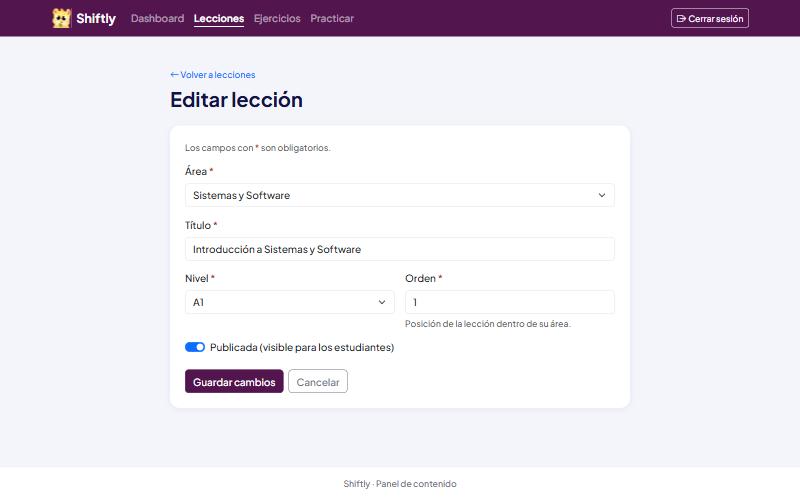 Shiftly Dashboard Lecciones Ejercicios Practicar Cerrar sesión
← Volver a lecciones
Editar lección
Los campos con * son obligatorios.
Área *
Sistemas y Software
Título *
Introducción a Sistemas y Software
Nivel * Orden *
A1 1
Posición de la lección dentro de su área.
Publicada (visible para los estudiantes)
Guardar cambios Cancelar
Shiftly · Panel de contenido